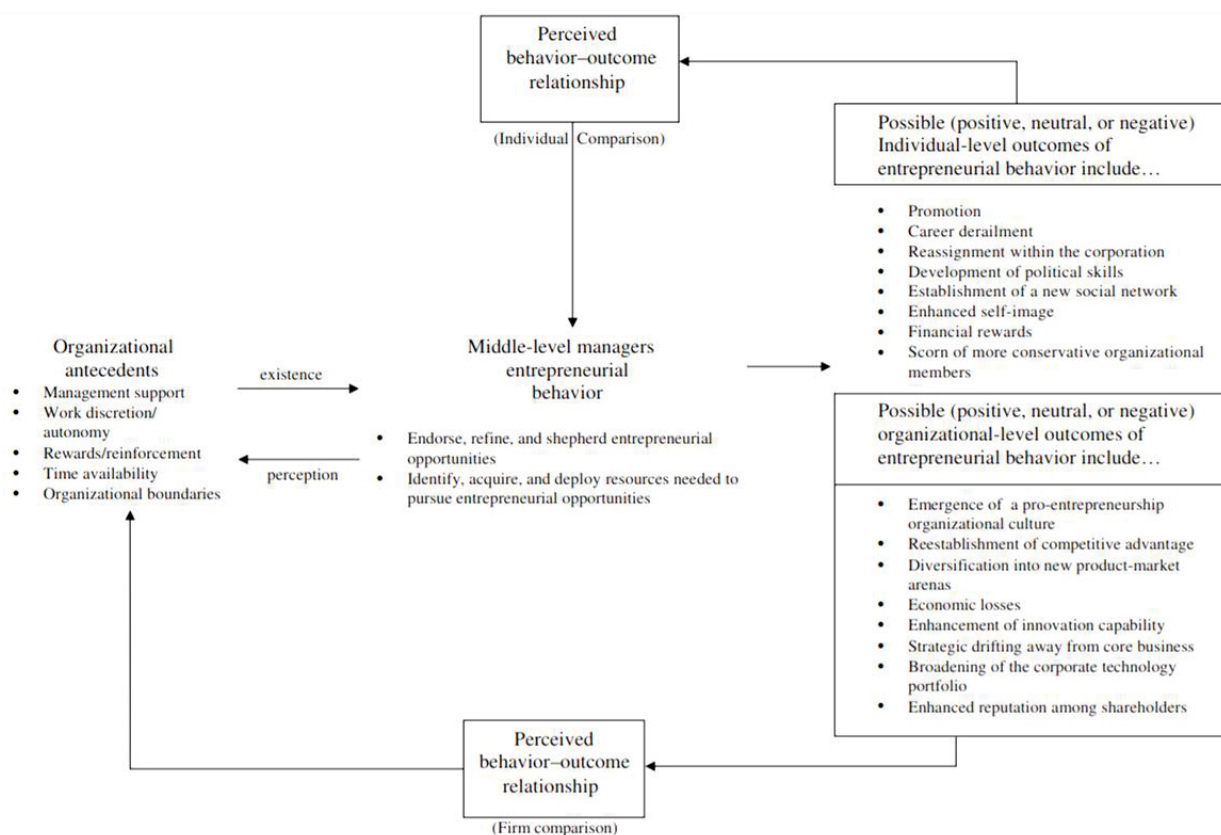 Perceived
behavior–outcome
relationship
(Individual Comparison)
Possible (positive, neutral, or negative)
Individual-level outcomes of
entrepreneurial behavior include…
• Promotion
• Career derailment
• Reassignment within the corporation
• Development of political skills
• Establishment of a new social network
• Enhanced self-image
• Financial rewards
• Scorn of more conservative organizational
members
Organizational
antecedents
• Management support
• Work discretion/
autonomy
• Rewards/reinforcement
• Time availability
• Organizational boundaries
existence
perception
Middle-level managers
entrepreneurial
behavior
• Endorse, refine, and shepherd entrepreneurial
opportunities
• Identify, acquire, and deploy resources needed to
pursue entrepreneurial opportunities
Possible (positive, neutral, or negative)
organizational-level outcomes of
entrepreneurial behavior include…
• Emergence of a pro-entrepreneurship
organizational culture
• Reestablishment of competitive advantage
• Diversification into new product-market
arenas
• Economic losses
• Enhancement of innovation capability
• Strategic drifting away from core business
• Broadening of the corporate technology
portfolio
• Enhanced reputation among shareholders
Perceived
behavior–outcome
relationship
(Firm comparison)